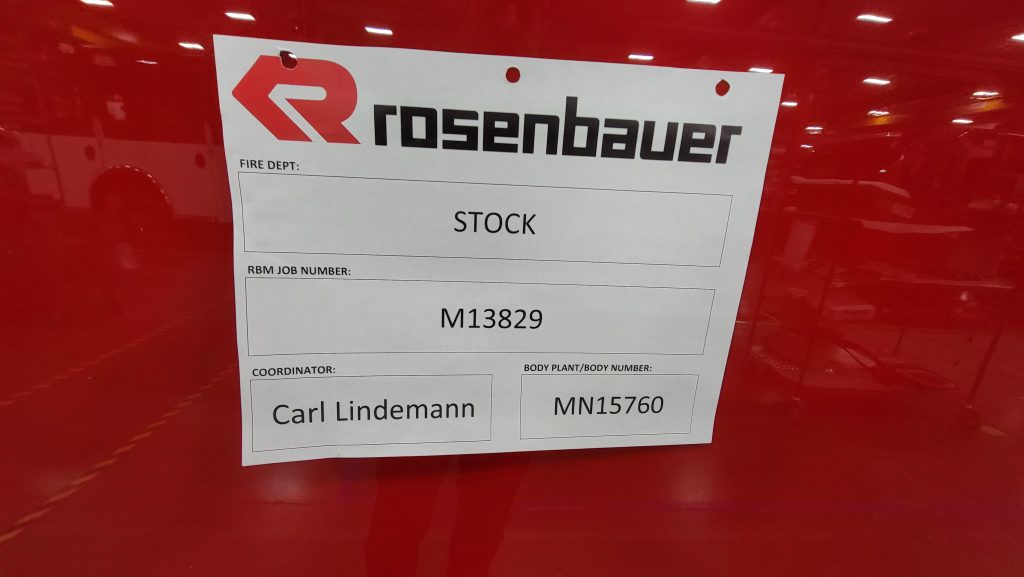 rosenbauer
FIRE DEPT:
STOCK
RBM JOB NUMBER:
M13829
COORDINATOR:
Carl Lindemann
BODY PLANT/BODY NUMBER:
MN15760